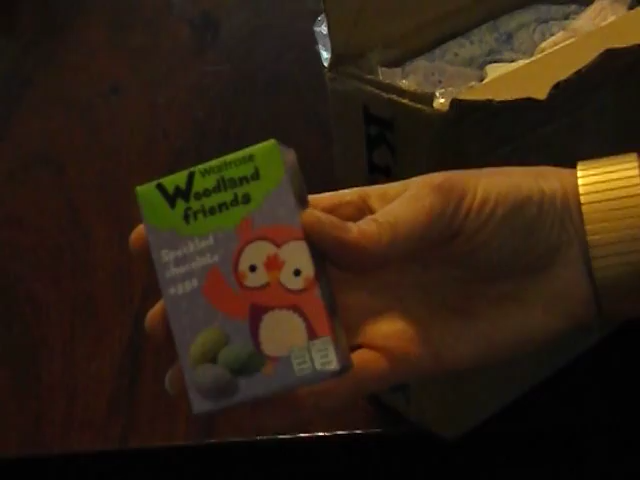 Waitrose
Woodland
friends
Speckled
chocolate
eggs